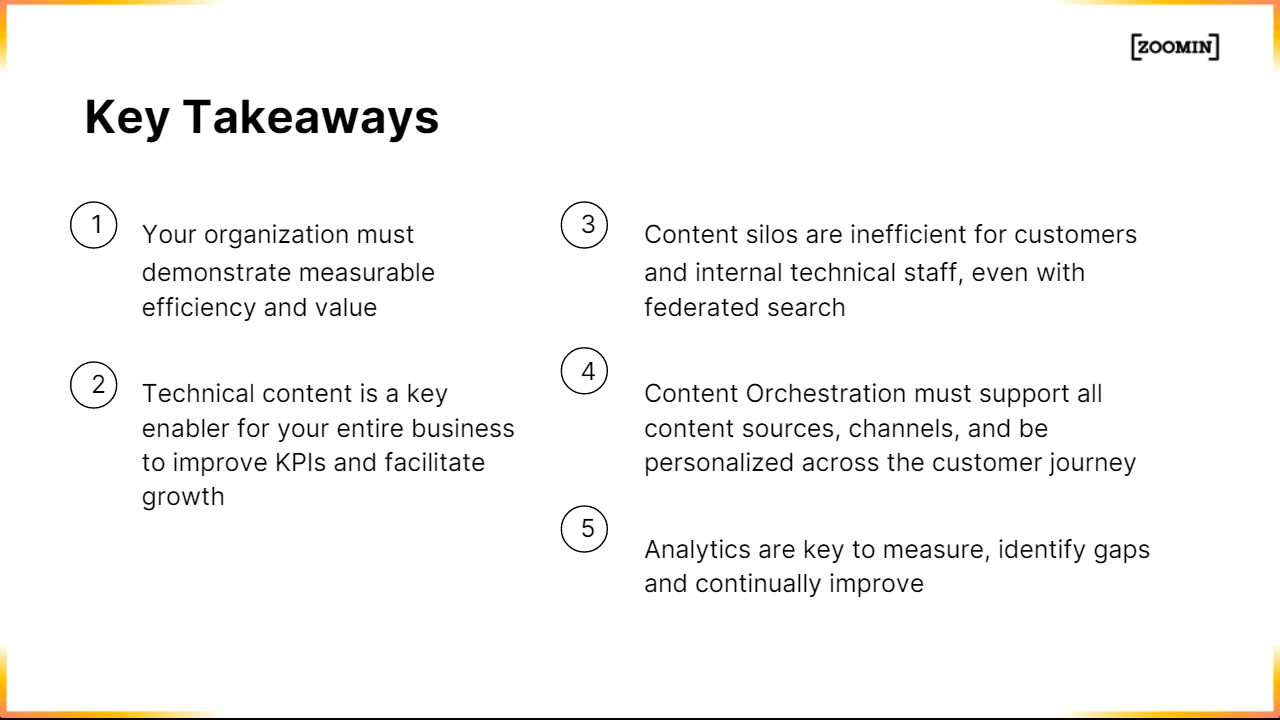 [ZOOMIN]
Key Takeaways
1
Your organization must
demonstrate measurable
efficiency and value
2
Technical content is a key
enabler for your entire business
to improve KPIs and facilitate
growth
3
Content silos are inefficient for customers
and internal technical staff, even with
federated search
4
Content Orchestration must support all
content sources, channels, and be
personalized across the customer journey
5
Analytics are key to measure, identify gaps
and continually improve